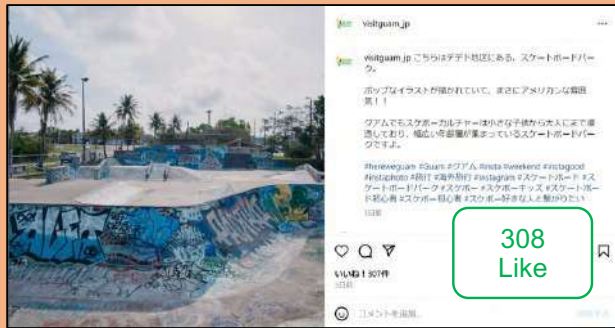 visitguam_jp
visitguam_jp こちらはデデド地区にある、スケートボードパー
ク。
ポップなイラストが描かれていて、まさにアメリカンな雰囲
気！！
グアムでもスケボーカルチャーは小さな子供から大人にまで浸
透しており、幅広い年齢層が集まっているスケートボードパー
クですよ。
#hereweguam #Guam #グアム #insta #weekend #instagood
#instaphoto #旅行 #海外旅行 #instagram #スケートボード #ス
ケートボードパーク #スケボー #スケボーキッズ #スケートボー
ド初心者 #スケボー初心者 #スケボー好きな人と繋がりたい
いいね！307件
308
Like
コメントを追加...